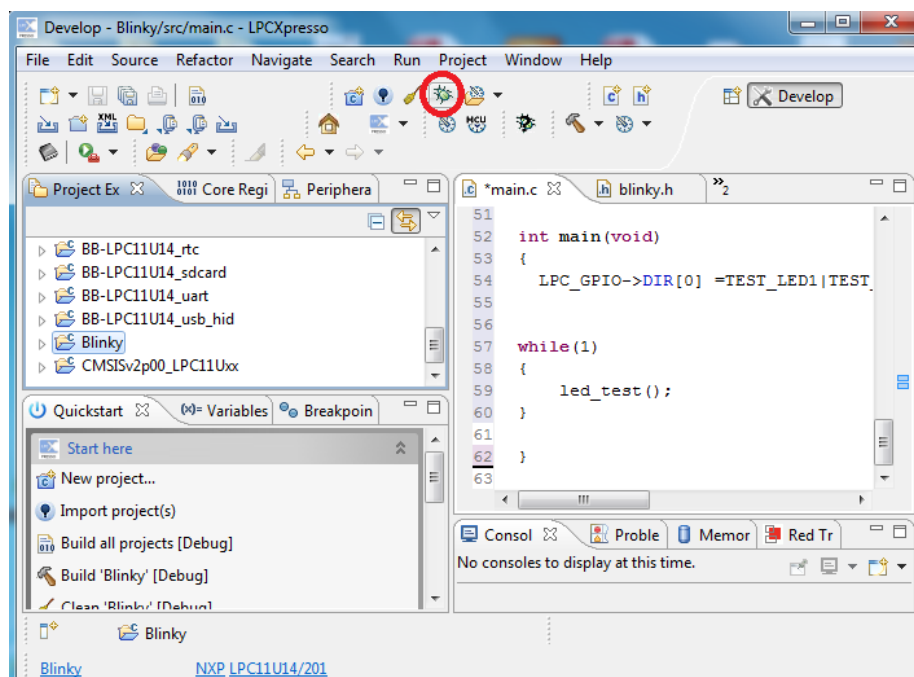 Develop - Blinky/src/main.c - LPCXpresso
File Edit Source Refactor Navigate Search Run Project Window Help
Develop
Project Ex
Core Regi
Periphera
BB-LPC11U14_rtc
BB-LPC11U14_sdcard
BB-LPC11U14_uart
BB-LPC11U14_usb_hid
Blinky
CMSISv2p00_LPC11Uxx
*main.c
blinky.h
»2
51
52 int main(void)
53 {
54 LPC_GPIO->DIR[0] =TEST_LED1|TEST_
55
56
57 while(1)
58 {
59 led_test();
60 }
61
62 }
63
Quickstart
(x)= Variables
Breakpoin
Start here
New project...
Import project(s)
Build all projects [Debug]
Build 'Blinky' [Debug]
Clean 'Blinky' [Debug]
Consol
Proble
Memor
Red Tr
No consoles to display at this time.
Blinky
Blinky NXP LPC11U14/201